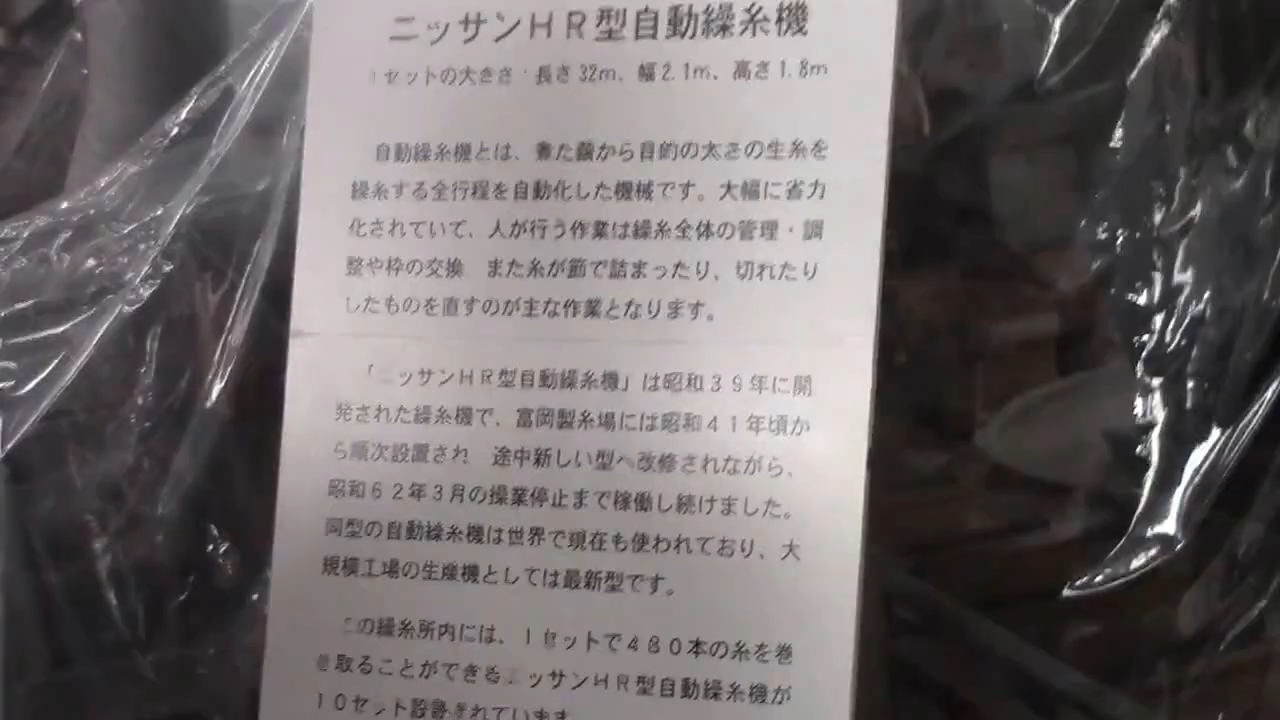 ニッサンHR型自動繰糸機
1セットの大きさ：長さ32m、幅2.1m、高さ1.8m
自動繰糸機とは、煮た繭から目的の太さの生糸を
繰糸する全行程を自動化した機械です。大幅に省力
化されていて、人が行う作業は繰糸全体の管理・調
整や枠の交換　また糸が節で詰まったり、切れたり
したものを直すのが主な作業となります。
「ニッサンHR型自動繰糸機」は昭和39年に開
発された繰糸機で、富岡製糸場には昭和41年頃か
ら順次設置され　途中新しい型へ改修されながら、
昭和62年3月の操業停止まで稼働し続けました。
同型の自動繰糸機は世界で現在も使われており、大
規模工場の生産機としては最新型です。
この繰糸所内には、1セットで480本の糸を巻
き取ることができるニッサンHR型自動繰糸機が
10セット設置されています